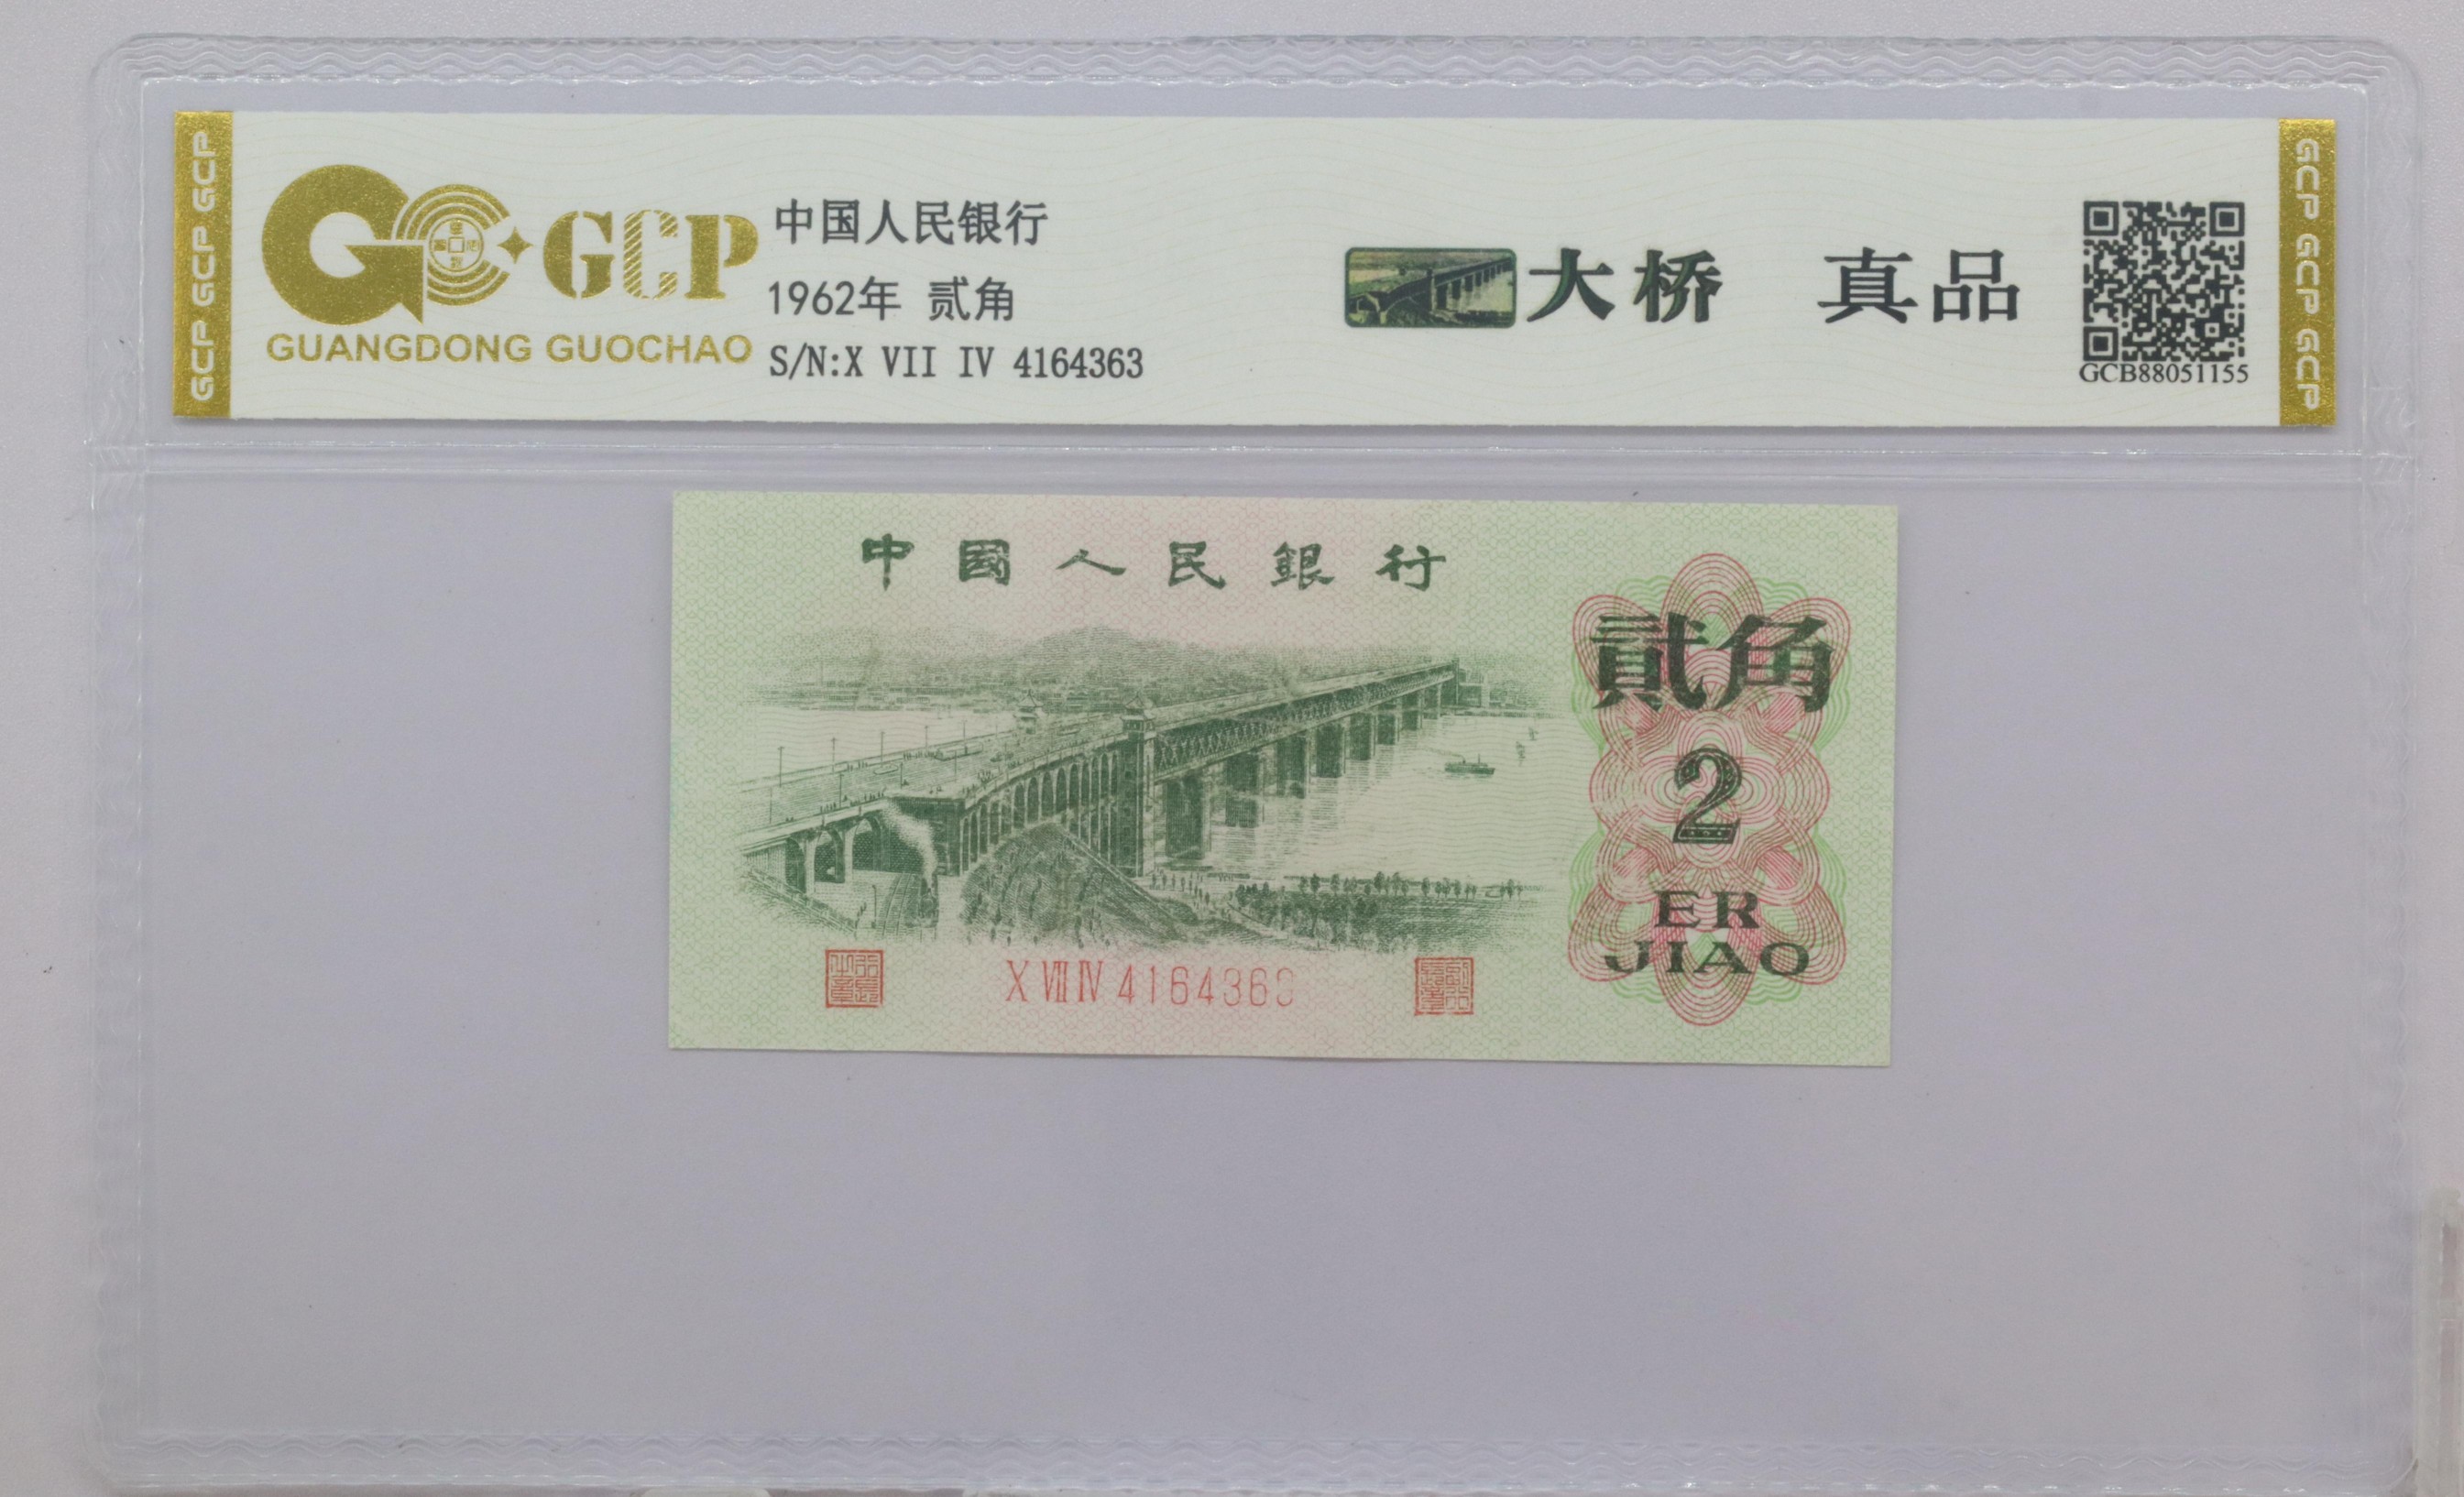 GCP GCP GCP
GCP
GUANGDONG GUOCHAO
中国人民银行
1962年 贰角
S/N:X VII IV 4164363
大桥 真品
GCB88051155
GCP GCP GCP
中國人民銀行
貳角
2
ER
JIAO
X VII IV 4164363